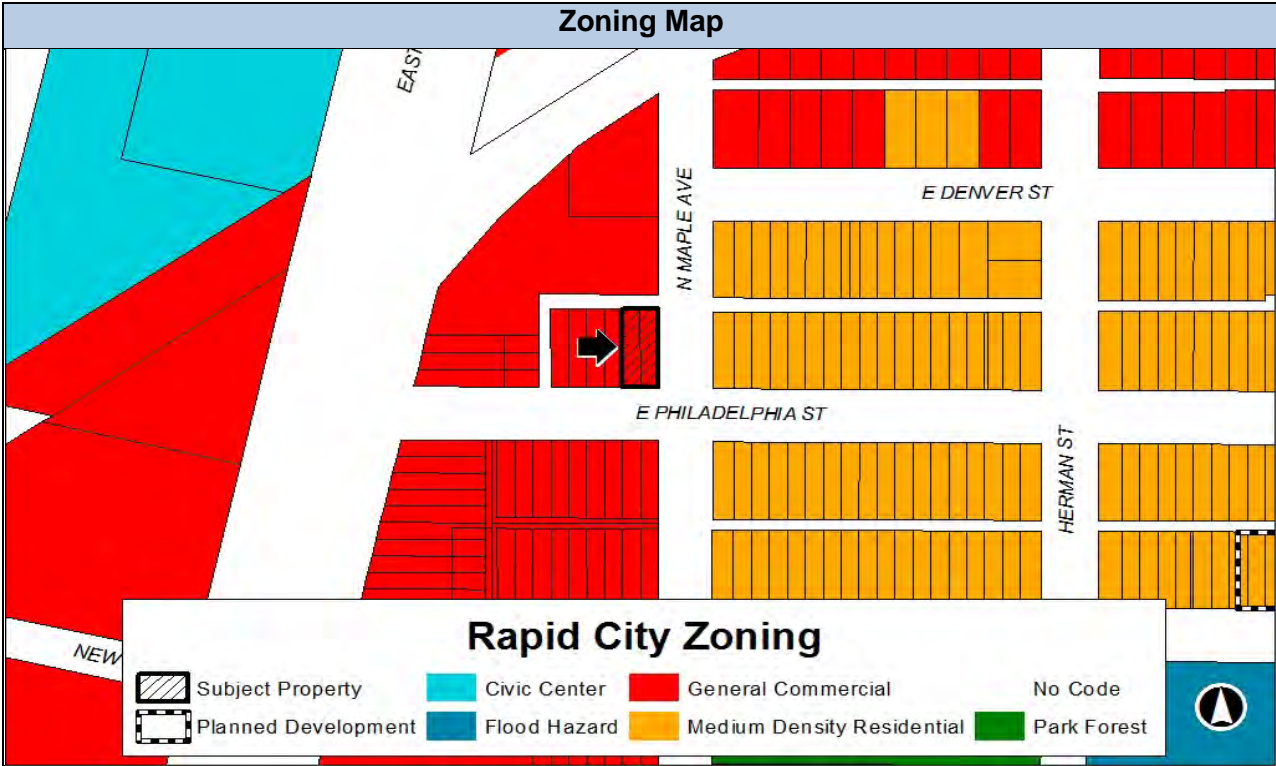 Zoning Map
EAST
N MAPLE AVE
E DENVER ST
E PHILADELPHIA ST
HERMAN ST
NEW
Rapid City Zoning
Subject Property
Civic Center
General Commercial
No Code
Planned Development
Flood Hazard
Medium Density Residential
Park Forest